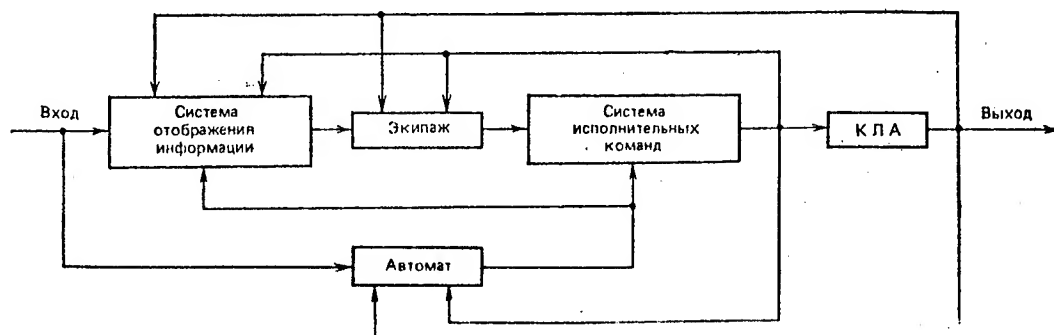 Вход
Система
отображения
информации
Экипаж
Система
исполнительных
команд
КЛА
Выход
Автомат